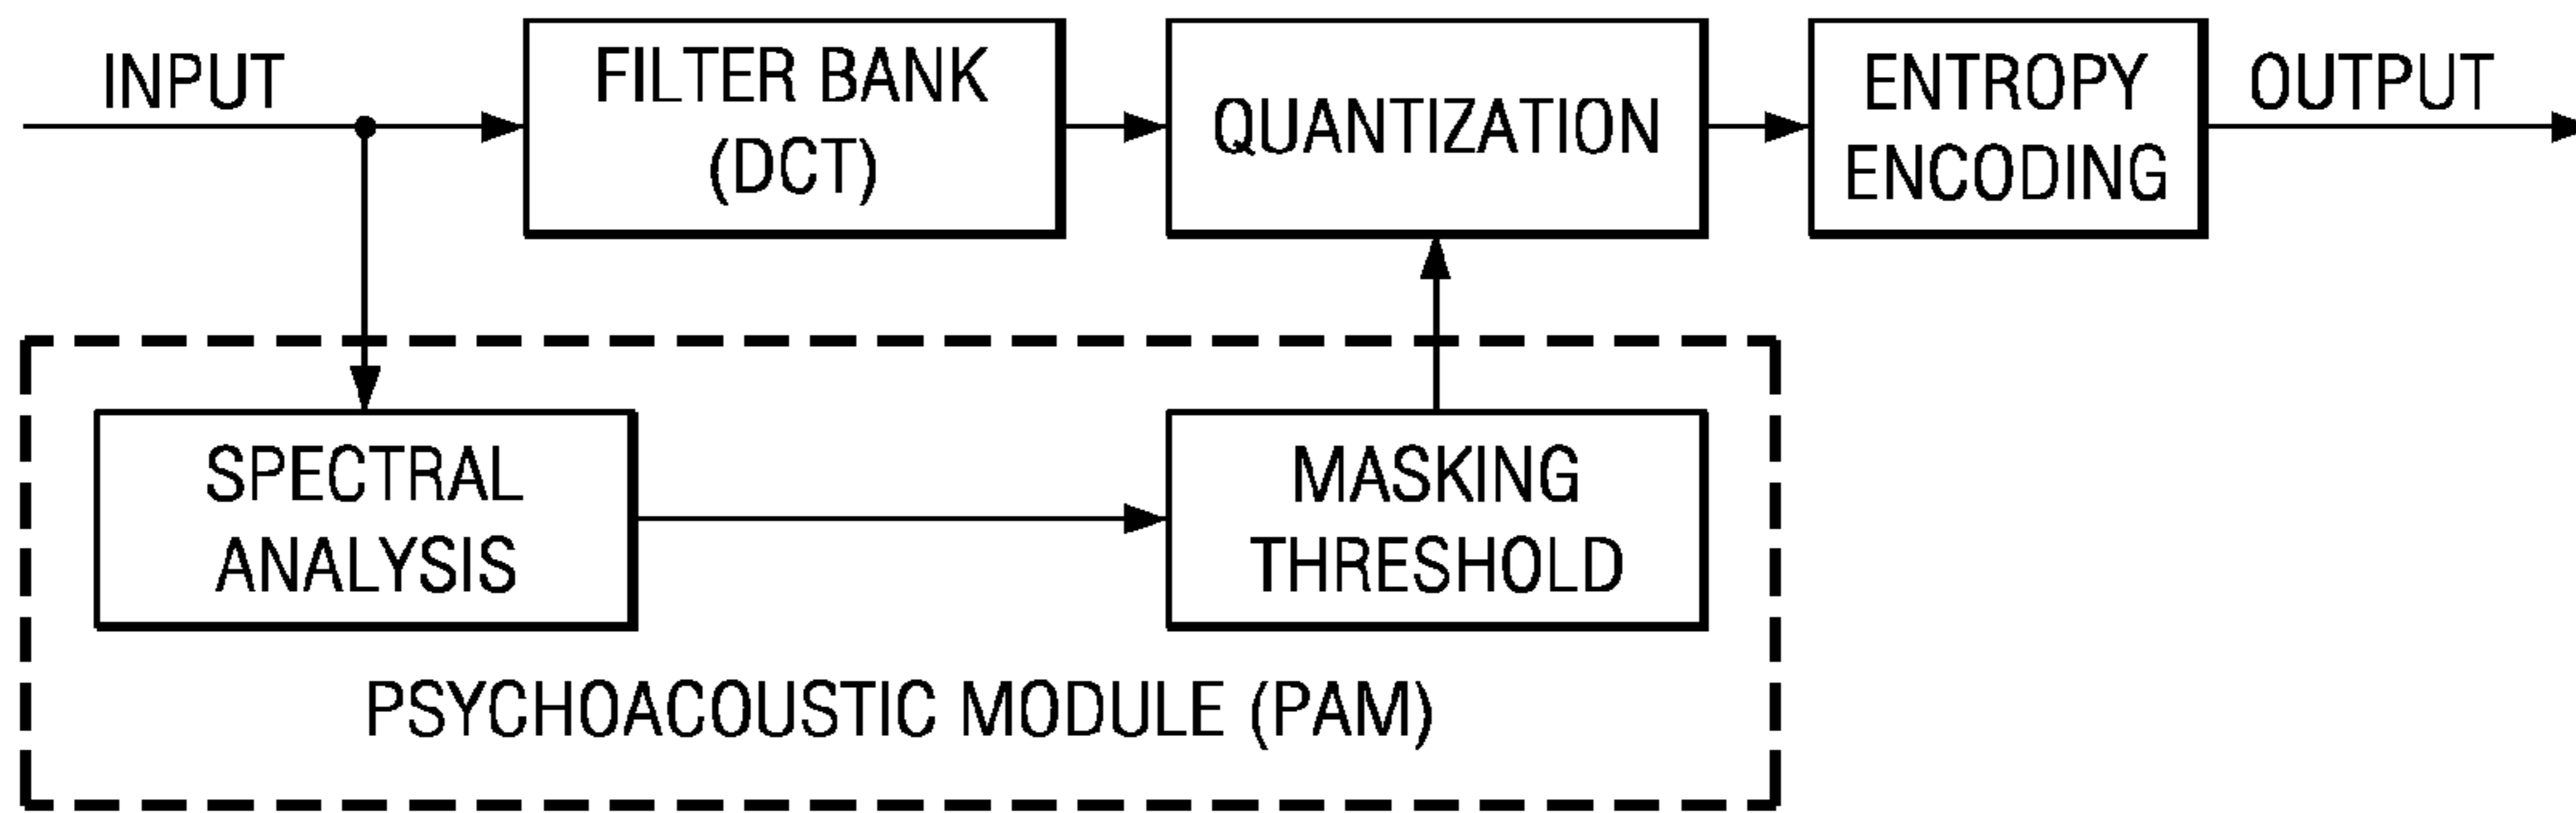 INPUT
FILTER BANK
(DCT)
QUANTIZATION
ENTROPY
ENCODING
OUTPUT
SPECTRAL
ANALYSIS
MASKING
THRESHOLD
PSYCHOACOUSTIC MODULE (PAM)